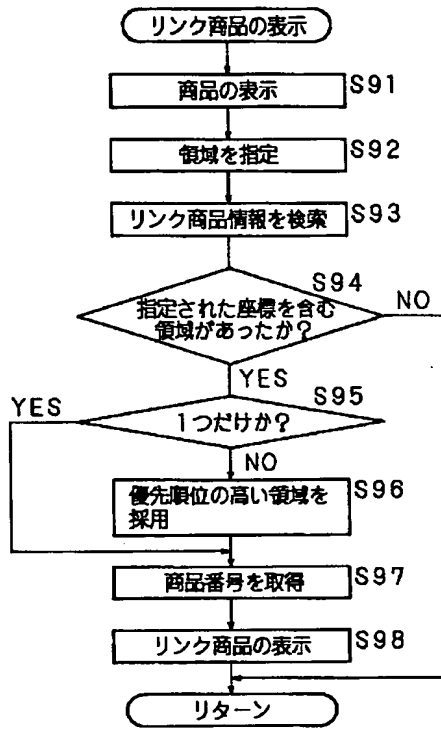 リンク商品の表示
商品の表示
S91
領域を指定
S92
リンク商品情報を検索
S93
S94
指定された座標を含む
領域があったか?
NO
YES
S95
YES
1つだけか?
NO
優先順位の高い領域を
採用
S96
商品番号を取得
S97
リンク商品の表示
S98
リターン